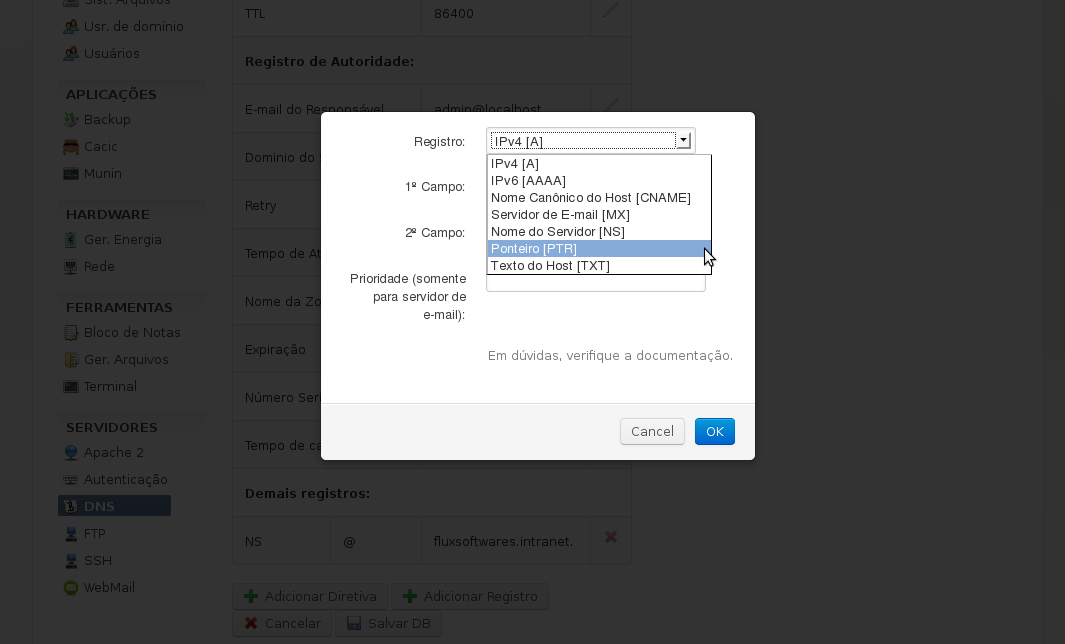 Sist. Arquivos
Usr. de domínio
Usuários
APLICAÇÕES
Backup
Cacic
Munin
HARDWARE
Ger. Energia
Rede
FERRAMENTAS
Bloco de Notas
Ger. Arquivos
Terminal
SERVIDORES
Apache 2
Autenticação
DNS
FTP
SSH
WebMail
TTL 86400
Registro de Autoridade:
E-mail do Responsável admin@localhost
Dominio do
Retry
Tempo de
Nome da
Expiração
Número
Tempo de
Demais registros:
NS @ fluxsoftwares.intranet.
Adicionar Diretiva Adicionar Registro
Cancelar Salvar DB
Registro: IPv4 [A]
IPv4 [A]
IPv6 [AAAA]
Nome Canônico do Host [CNAME]
Servidor de E-mail [MX]
Nome do Servidor [NS]
Ponteiro [PTR]
Texto do Host [TXT]
1º Campo:
2º Campo:
Prioridade (somente
para servidor de
e-mail):
Em dúvidas, verifique a documentação.
Cancel OK